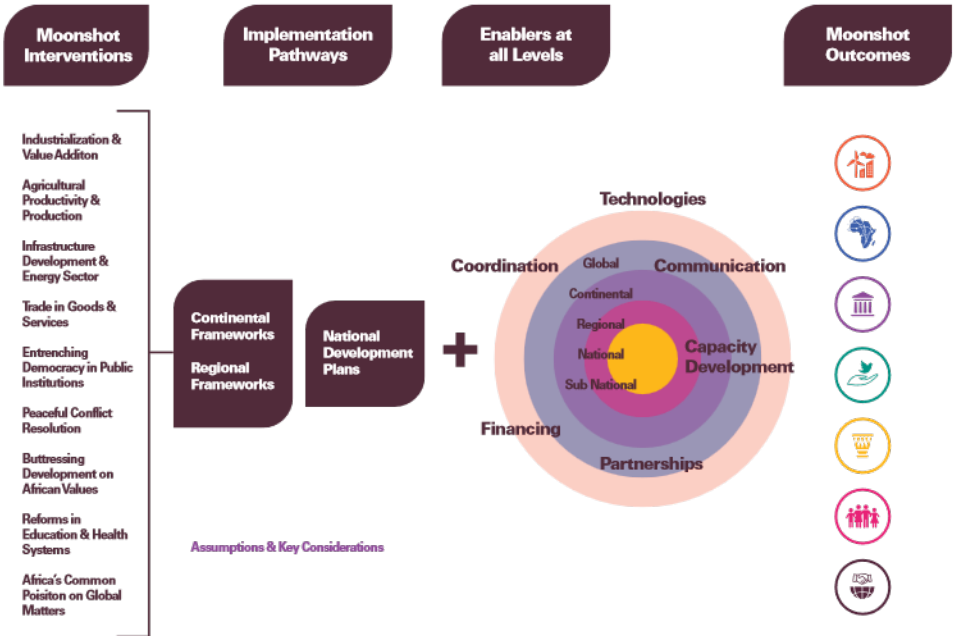 Moonshot
Interventions
Implementation
Pathways
Enablers at
all Levels
Moonshot
Outcomes
Industrialization &
Value Additon
Agricultural
Productivity &
Production
Infrastructure
Development &
Energy Sector
Trade in Goods &
Services
Entrenching
Democracy in Public
Institutions
Peaceful Conflict
Resolution
Buttressing
Development on
African Values
Reforms in
Education & Health
Systems
Africa's Common
Poisiton on Global
Matters
Continental
Frameworks
Regional
Frameworks
National
Development
Plans
+
Technologies
Coordination
Communication
Capacity
Development
Financing
Partnerships
Global
Continental
Regional
National
Sub National
Assumptions & Key Considerations